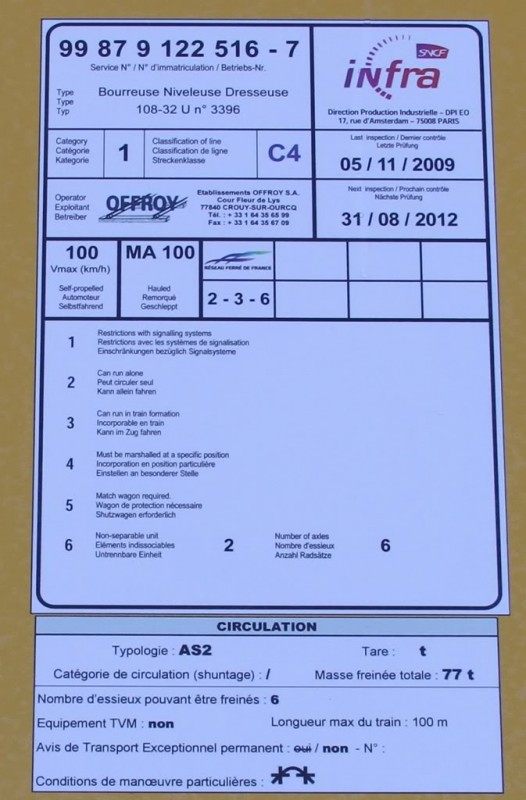 99 87 9 122 516 - 7
Service N° / N° d'immatriculation / Betriebs-Nr.
SNCF
infra
Direction Production Industrielle – DPI EO
17, rue d'Amsterdam – 75008 PARIS
Type
Type
Typ
Bourreuse Niveleuse Dresseuse
108-32 U n° 3396
Category
Catégorie
Kategorie
1
Classification of line
Classification de ligne
Streckenklasse
C4
Last inspection / Dernier contrôle
Letzte Prüfung
05 / 11 / 2009
Operator
Exploitant
Betreiber
OFFROY
Etablissements OFFROY S.A.
Cour Fleur de Lys
77840 CROUY-SUR-OURCQ
Tél. : + 33 1 64 35 65 99
Fax : + 33 1 64 35 67 09
Next inspection / Prochain contrôle
Nächste Prüfung
31 / 08 / 2012
100
Vmax (km/h)
Self-propelled
Automoteur
Selbstfahrend
MA 100
Hauled
Remorqué
Geschleppt
RÉSEAU FERRÉ DE FRANCE
2 - 3 - 6
1
Restrictions with signalling systems
Restrictions avec les systèmes de signalisation
Einschränkungen bezüglich Signalsysteme
2
Can run alone
Peut circuler seul
Kann allein fahren
3
Can run in train formation
Incorporable en train
Kann im Zug fahren
4
Must be marshalled at a specific position
Incorporation en position particulière
Einstellen an besonderer Stelle
5
Match wagon required
Wagon de protection nécessaire
Shutzwagen erforderlich
6
Non-separable unit
Eléments indissociables
Untrennbare Einheit
2
Number of axles
Nombre d'essieux
Anzahl Radsätze
6
CIRCULATION
Typologie : AS2 Tare : t
Catégorie de circulation (shuntage) : / Masse freinée totale : 77 t
Nombre d'essieux pouvant être freinés : 6
Equipement TVM : non Longueur max du train : 100 m
Avis de Transport Exceptionnel permanent : oui / non - N° :
Conditions de manœuvre particulières :